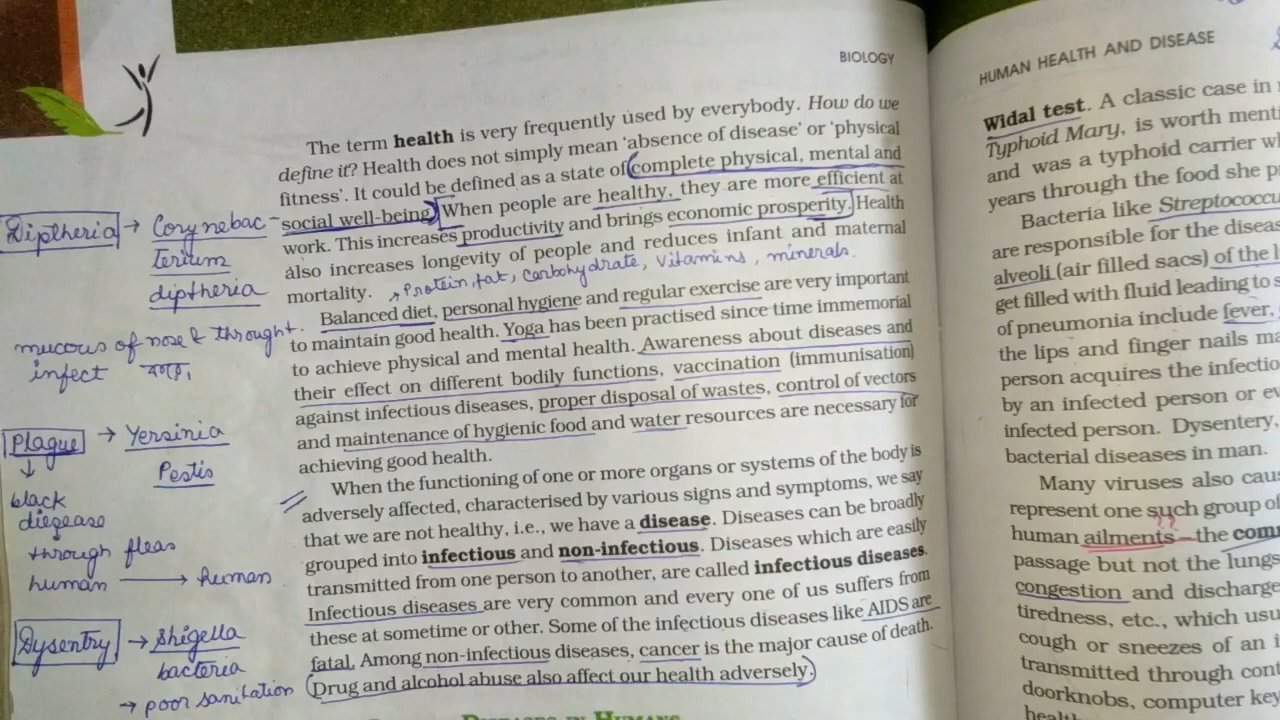 BIOLOGY
The term health is very frequently used by everybody. How do we
define it? Health does not simply mean 'absence of disease' or 'physical
fitness'. It could be defined as a state of complete physical, mental and
social well-being. When people are healthy, they are more efficient at
work. This increases productivity and brings economic prosperity. Health
also increases longevity of people and reduces infant and maternal
mortality.
→ Protein, fat, Carbohydrate, Vitamins, minerals.
Balanced diet, personal hygiene and regular exercise are very important
to maintain good health. Yoga has been practised since time immemorial
to achieve physical and mental health. Awareness about diseases and
their effect on different bodily functions, vaccination (immunisation)
against infectious diseases, proper disposal of wastes, control of vectors
and maintenance of hygienic food and water resources are necessary for
achieving good health.
When the functioning of one or more organs or systems of the body is
adversely affected, characterised by various signs and symptoms, we say
that we are not healthy, i.e., we have a disease. Diseases can be broadly
grouped into infectious and non-infectious. Diseases which are easily
transmitted from one person to another, are called infectious diseases.
Infectious diseases are very common and every one of us suffers from
these at sometime or other. Some of the infectious diseases like AIDS are
fatal. Among non-infectious diseases, cancer is the major cause of death.
Drug and alcohol abuse also affect our health adversely.
Diptheria → Corynebac-
terium
diptheria
mucous of nose & throught.
infect
Plague → Yersinia
Pestis
↓
black
diezease
through fleas
human → human
Dysentry → Shigella
bacteria
→ poor sanitation
HUMAN HEALTH AND DISEASE
Widal test. A classic case in
Typhoid Mary, is worth
and was a typhoid carrier
years through the food she
Bacteria like
are responsible for the
alveoli (air filled sacs) of the
get filled with fluid leading to
of pneumonia include fever,
the lips and finger nails
person acquires the
by an infected person or
infected person. Dysentery,
bacterial diseases in man.
Many viruses also
represent one such group of
??
human ailments – the
passage but not the lungs
congestion and
tiredness, etc., which
cough or sneezes of an
transmitted through
doorknobs, computer